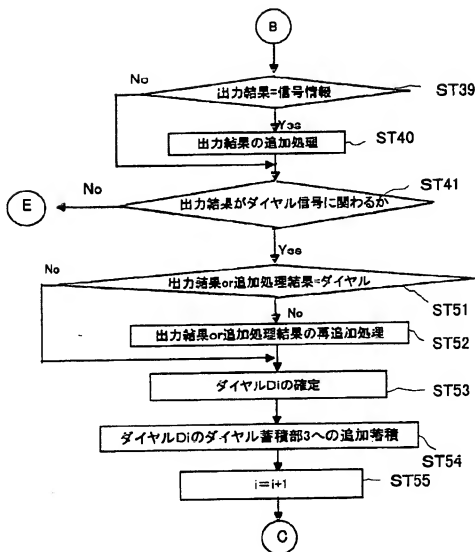 B
No
出力結果=信号情報
ST39
Yes
出力結果の追加処理
ST40
No
ST41
E
出力結果がダイヤル信号に関わるか
Yes
No
出力結果or追加処理結果=ダイヤル
ST51
No
出力結果or追加処理結果の再追加処理
ST52
ダイヤルDiの確定
ST53
ダイヤルDiのダイヤル蓄積部3への追加蓄積
ST54
i=i+1
ST55
C